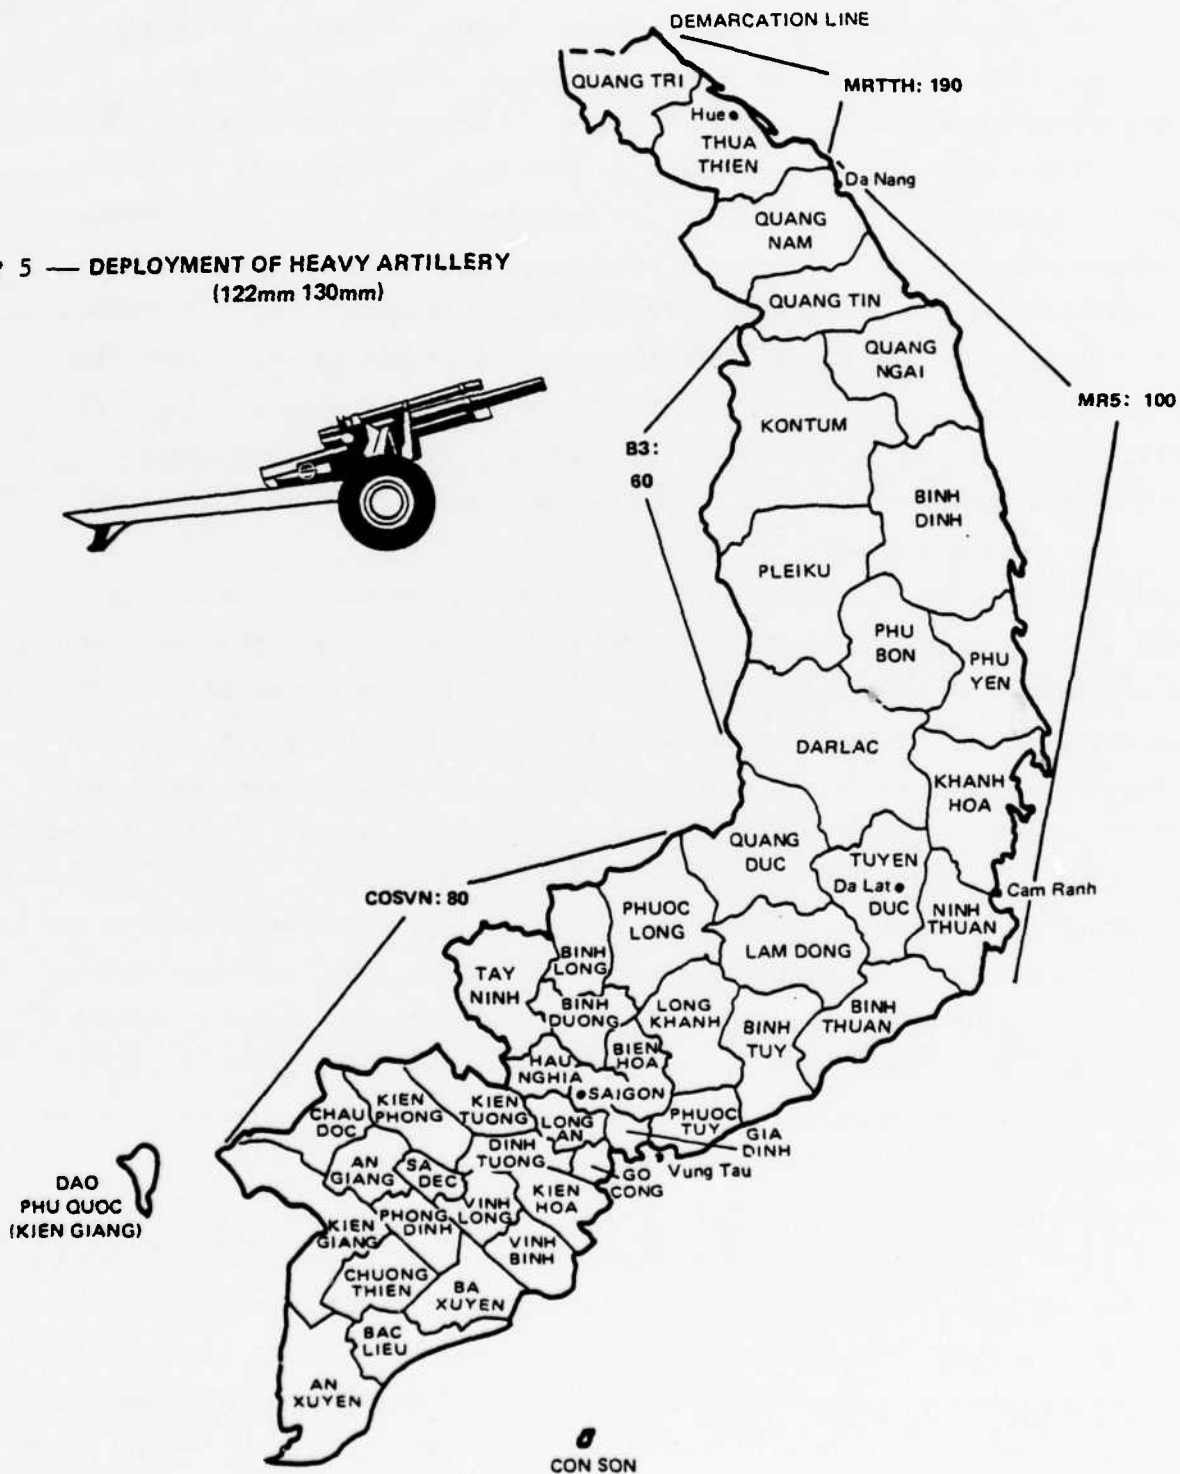 DEMARCATION LINE
QUANG TRI
MRTTH: 190
Hue
THUA
THIEN
Da Nang
QUANG
NAM
5 — DEPLOYMENT OF HEAVY ARTILLERY
(122mm 130mm)
QUANG TIN
QUANG
NGAI
MR5: 100
KONTUM
B3:
60
BINH
DINH
PLEIKU
PHU
BON
PHU
YEN
DARLAC
KHANH
HOA
QUANG
DUC
TUYEN
Da Lat
DUC
Cam Ranh
COSVN: 80
PHUOC
LONG
NINH
THUAN
BINH
LONG
LAM DONG
TAY
NINH
BINH
DUONG
LONG
KHANH
BINH
TUY
BINH
THUAN
HAU
NGHIA
BIEN
HOA
SAIGON
CHAU
DOC
KIEN
PHONG
KIEN
TUONG
LONG
AN
PHUOC
TUY
GIA
DINH
DINH
TUONG
AN
GIANG
SA
DEC
GO
CONG
Vung Tau
DAO
PHU QUOC
(KIEN GIANG)
KIEN
HOA
VINH
LONG
PHONG
DINH
KIEN
GIANG
VINH
BINH
CHUONG
THIEN
BA
XUYEN
BAC
LIEU
AN
XUYEN
CON SON